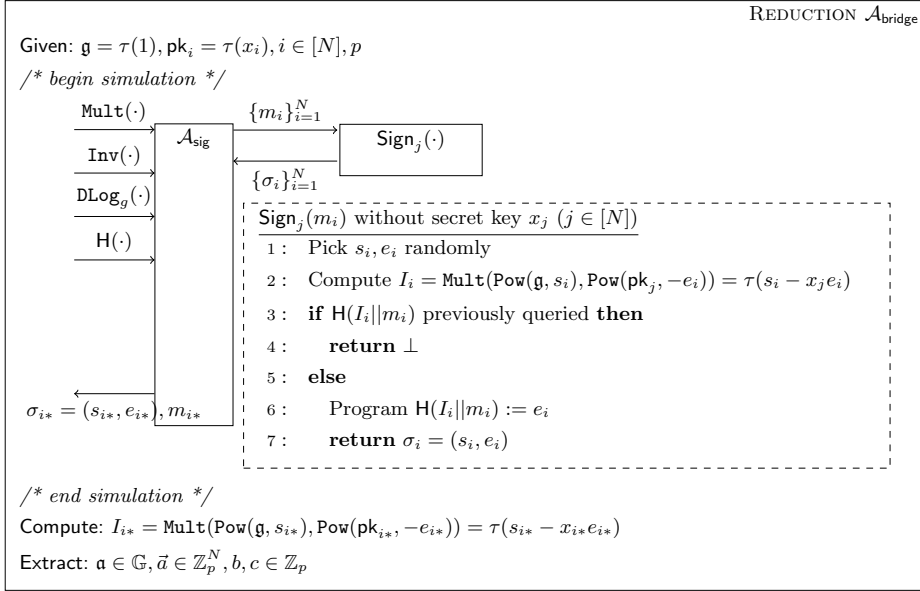 REDUCTION 𝒜_bridge
Given: 𝔤 = τ(1), pk_i = τ(x_i), i ∈ [N], p
/* begin simulation */
Mult(·)
{m_i}_{i=1}^N
𝒜_sig
Sign_j(·)
Inv(·)
{σ_i}_{i=1}^N
DLog_g(·)
H(·)
Sign_j(m_i) without secret key x_j (j ∈ [N])
1 : Pick s_i, e_i randomly
2 : Compute I_i = Mult(Pow(𝔤, s_i), Pow(pk_j, −e_i)) = τ(s_i − x_j e_i)
3 : if H(I_i||m_i) previously queried then
4 : return ⊥
5 : else
6 : Program H(I_i||m_i) := e_i
7 : return σ_i = (s_i, e_i)
σ_{i*} = (s_{i*}, e_{i*}), m_{i*}
/* end simulation */
Compute: I_{i*} = Mult(Pow(𝔤, s_{i*}), Pow(pk_{i*}, −e_{i*})) = τ(s_{i*} − x_{i*} e_{i*})
Extract: 𝔞 ∈ 𝔾, \vec{a} ∈ ℤ_p^N, b, c ∈ ℤ_p